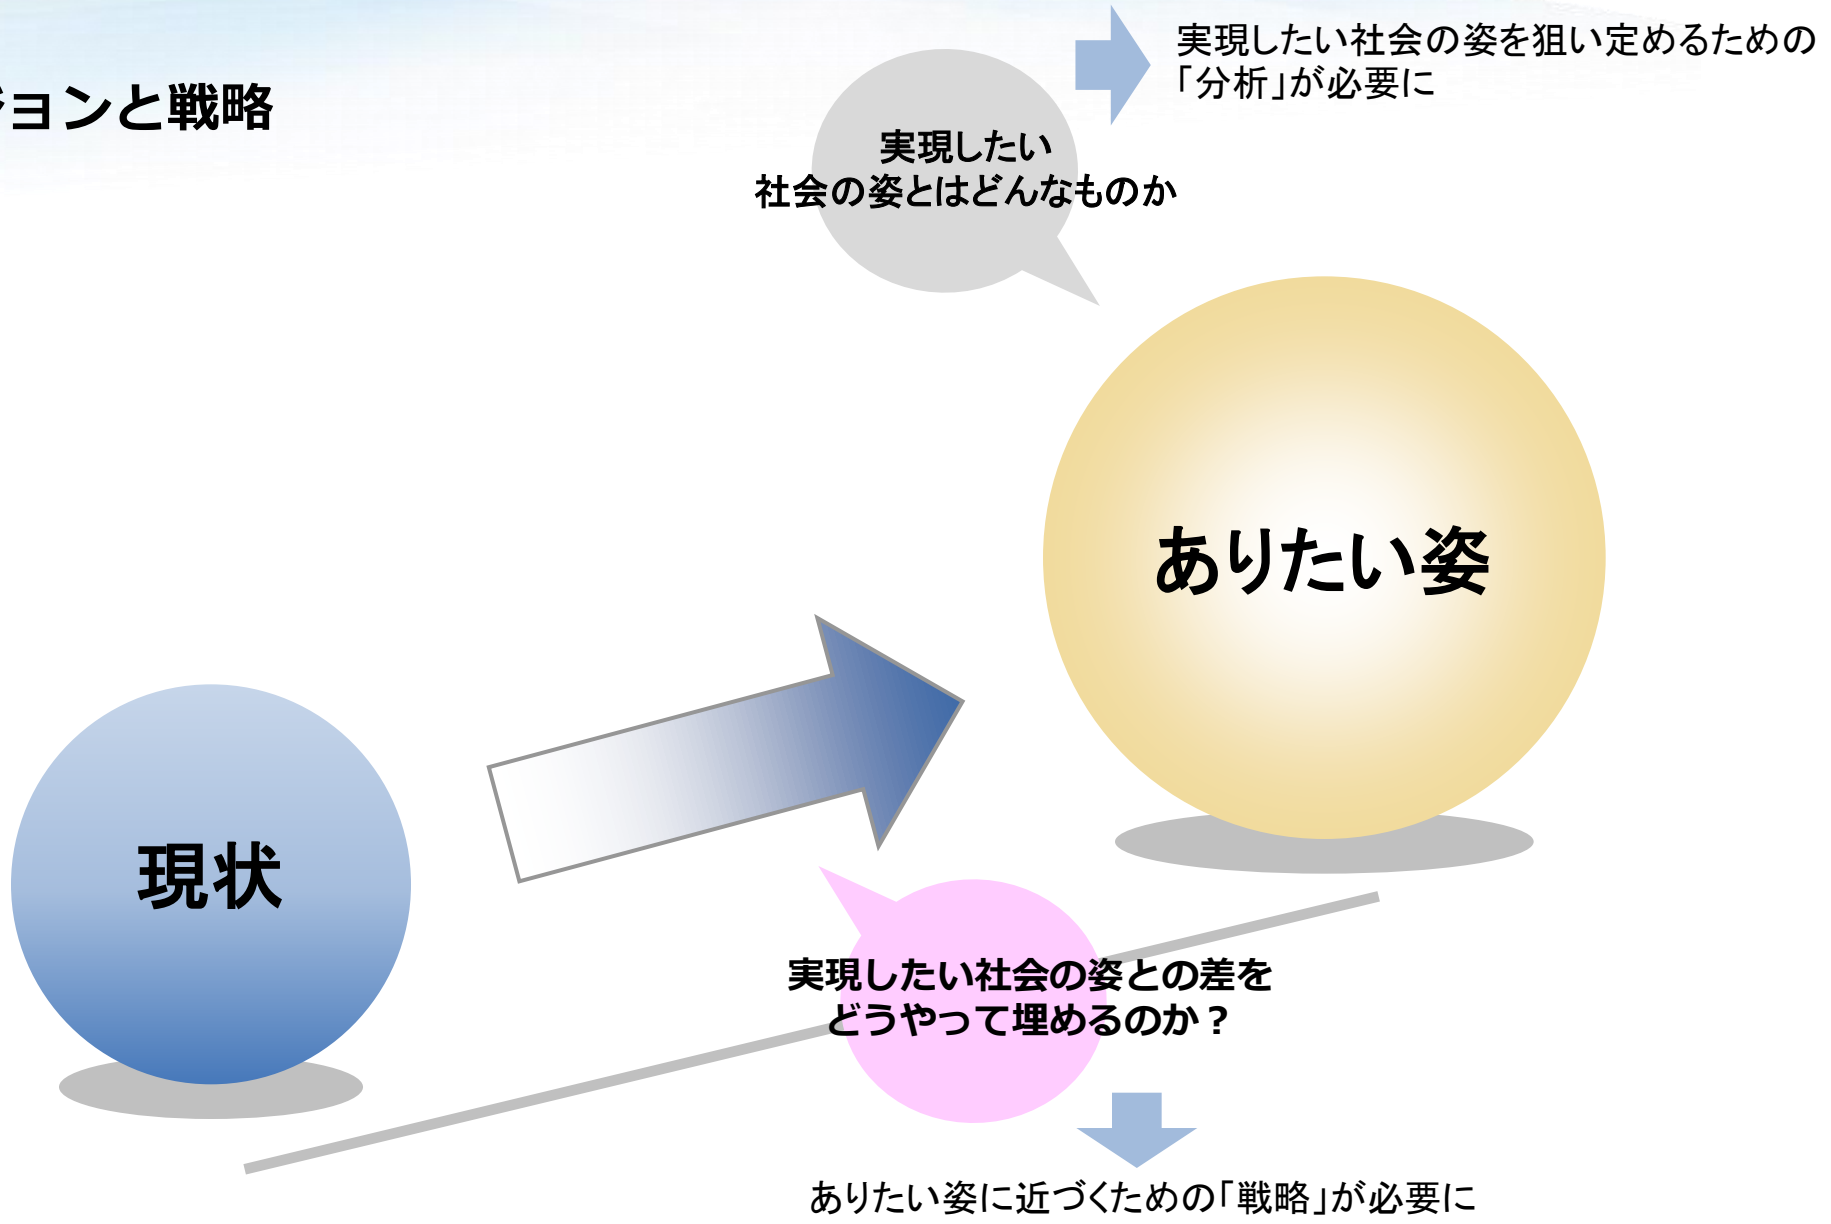 ジョンと戦略
実現したい社会の姿を狙い定めるための
「分析」が必要に
実現したい
社会の姿とはどんなものか
ありたい姿
現状
実現したい社会の姿との差を
どうやって埋めるのか？
ありたい姿に近づくための「戦略」が必要に